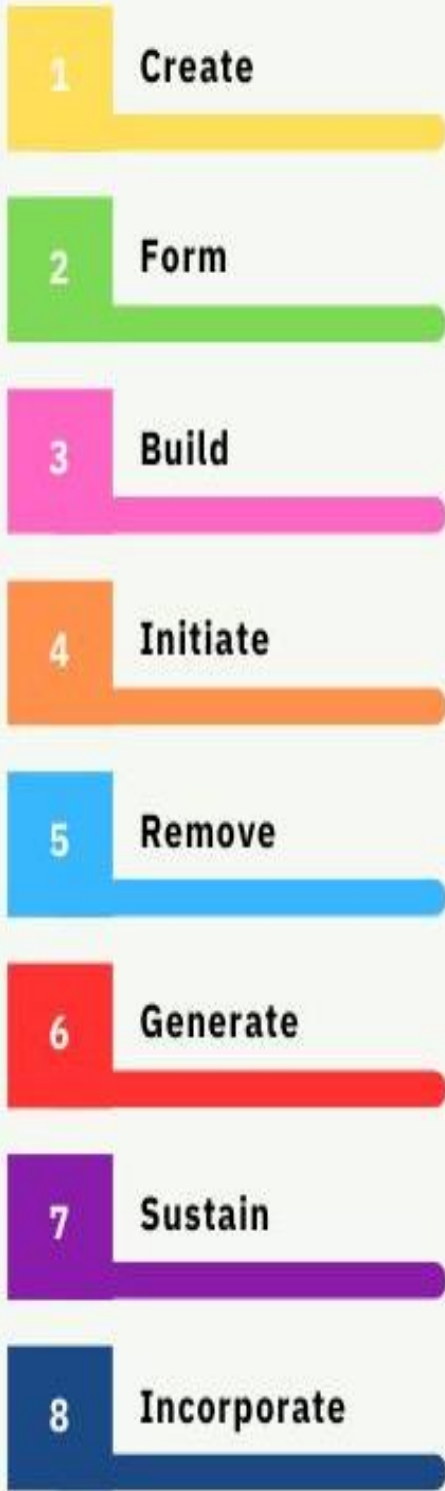 1 Create
2 Form
3 Build
4 Initiate
5 Remove
6 Generate
7 Sustain
8 Incorporate